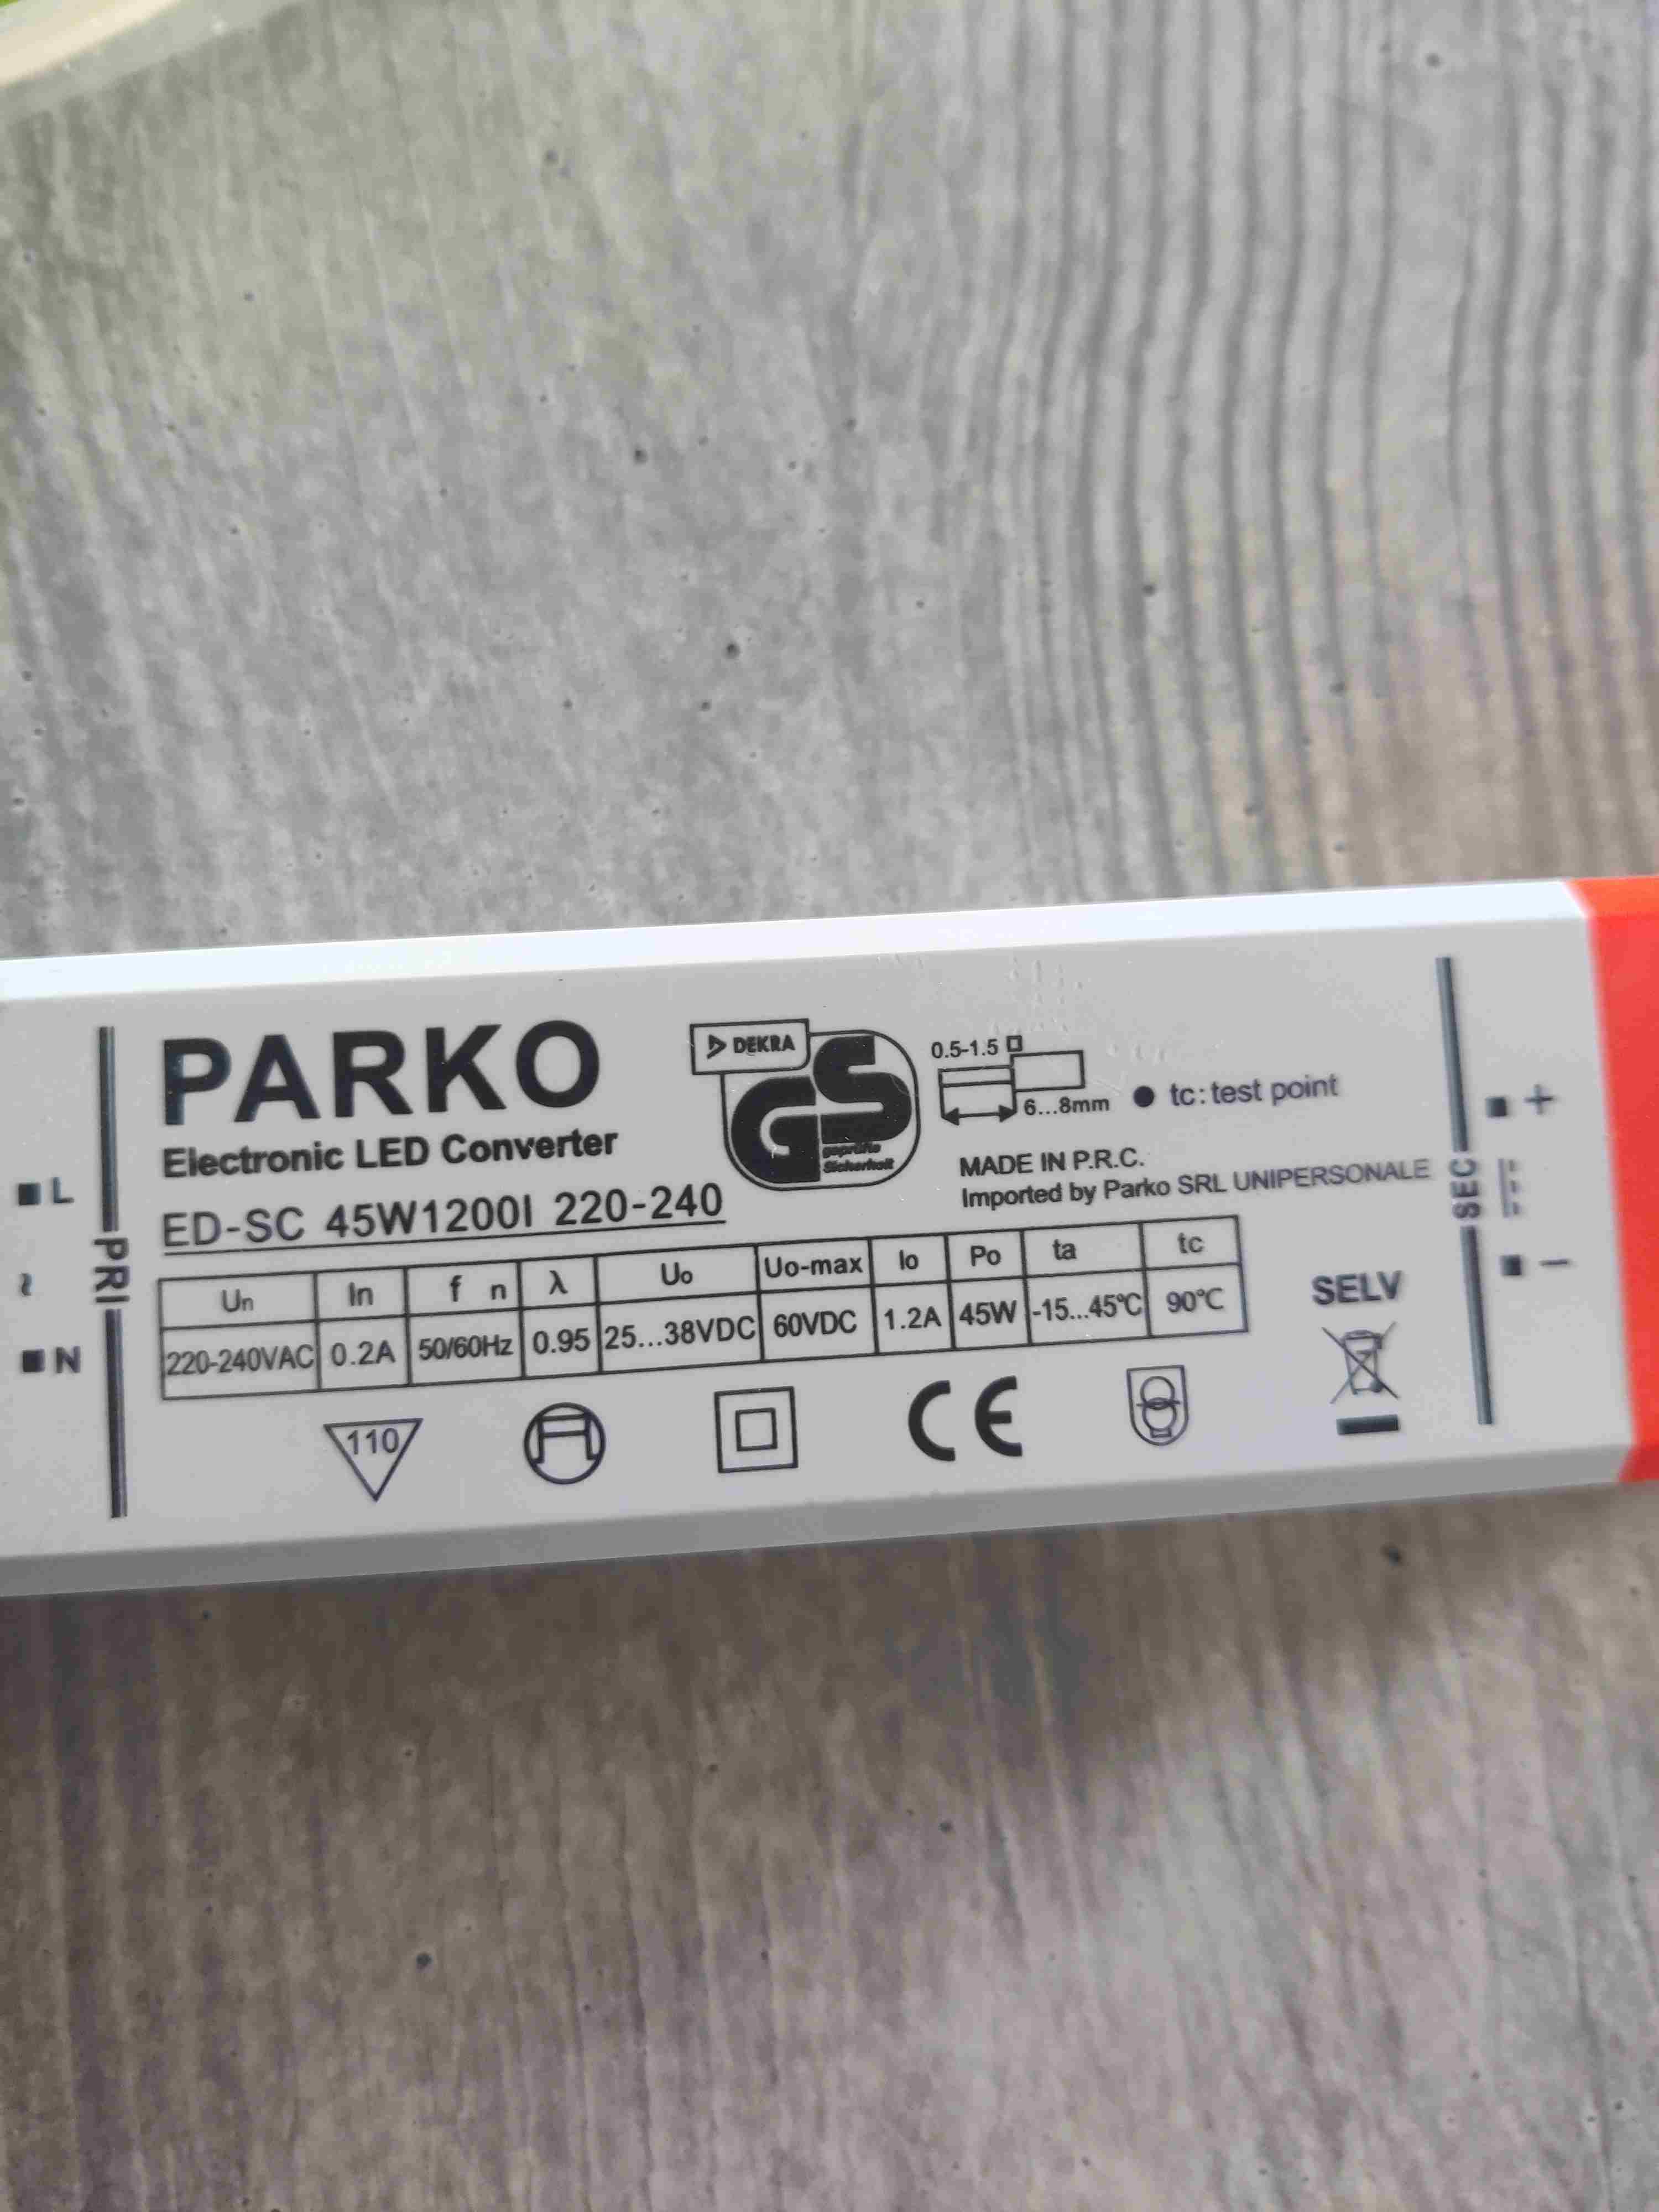 PARKO
Electronic LED Converter
ED-SC 45W1200I 220-240
DEKRA
GS
geprüfte
Sicherheit
0.5-1.5
6...8mm
tc: test point
MADE IN P.R.C.
Imported by Parko SRL UNIPERSONALE
L
~
N
PRI
Un In f n λ Uo Uo-max Io Po ta tc
220-240VAC 0.2A 50/60Hz 0.95 25...38VDC 60VDC 1.2A 45W -15...45℃ 90℃
110
CE
SELV
SEC
+
−